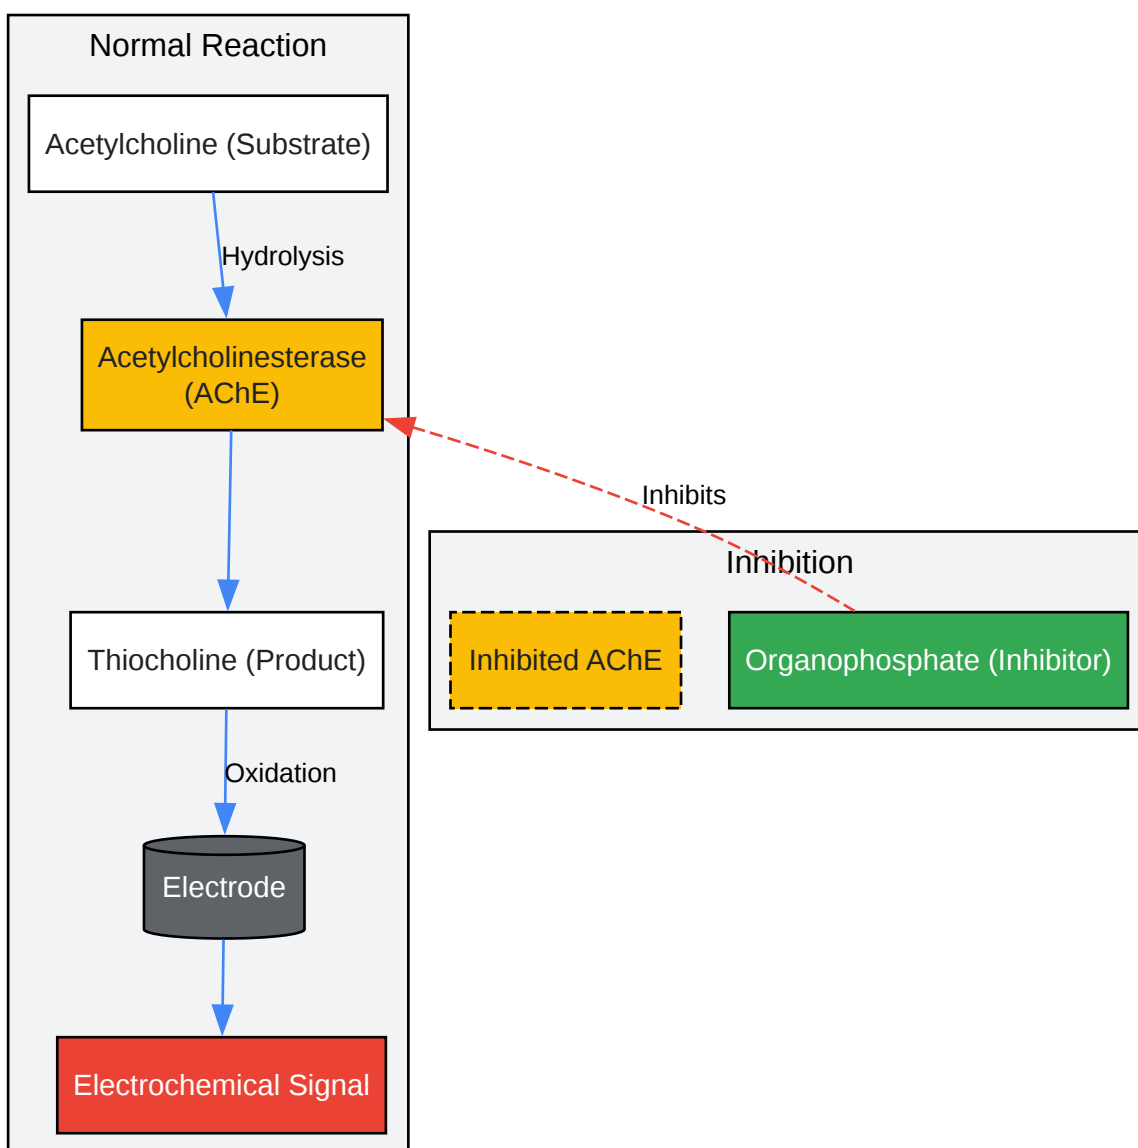 Normal Reaction
Acetylcholine (Substrate)
Hydrolysis
Acetylcholinesterase
(AChE)
Inhibits
Inhibition
Thiocholine (Product)
Inhibited AChE
Organophosphate (Inhibitor)
Oxidation
Electrode
Electrochemical Signal